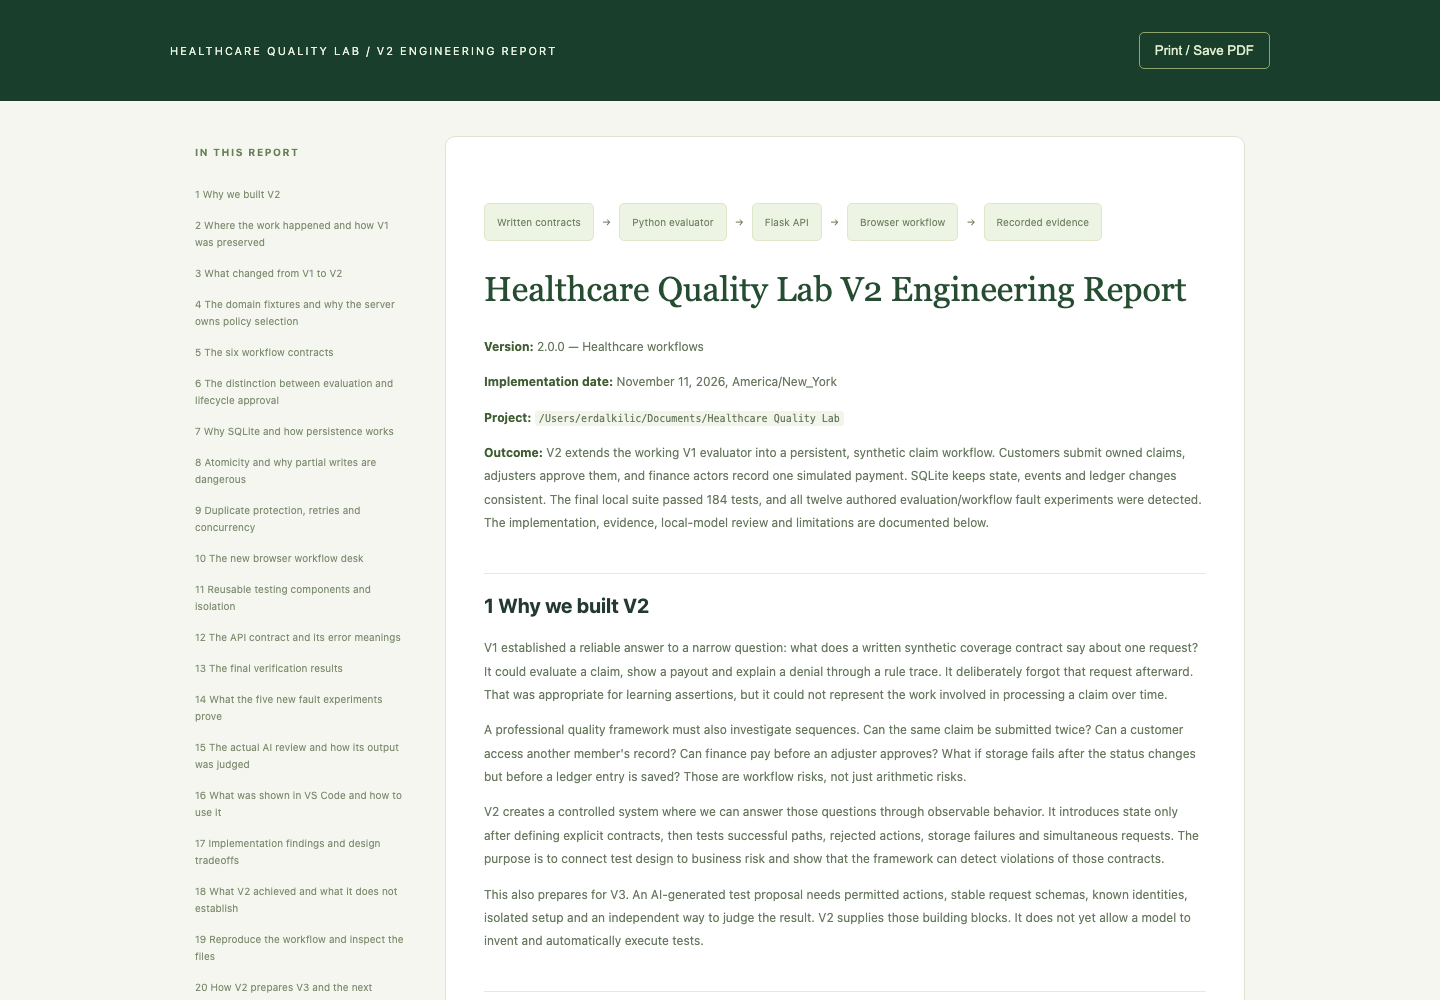 HEALTHCARE QUALITY LAB / V2 ENGINEERING REPORT
Print / Save PDF
IN THIS REPORT
1 Why we built V2
2 Where the work happened and how V1
was preserved
3 What changed from V1 to V2
4 The domain fixtures and why the server
owns policy selection
5 The six workflow contracts
6 The distinction between evaluation and
lifecycle approval
7 Why SQLite and how persistence works
8 Atomicity and why partial writes are
dangerous
9 Duplicate protection, retries and
concurrency
10 The new browser workflow desk
11 Reusable testing components and
isolation
12 The API contract and its error meanings
13 The final verification results
14 What the five new fault experiments
prove
15 The actual AI review and how its output
was judged
16 What was shown in VS Code and how to
use it
17 Implementation findings and design
tradeoffs
18 What V2 achieved and what it does not
establish
19 Reproduce the workflow and inspect the
files
20 How V2 prepares V3 and the next
Written contracts → Python evaluator → Flask API → Browser workflow → Recorded evidence
Healthcare Quality Lab V2 Engineering Report
Version: 2.0.0 — Healthcare workflows
Implementation date: November 11, 2026, America/New_York
Project: /Users/erdalkilic/Documents/Healthcare Quality Lab
Outcome: V2 extends the working V1 evaluator into a persistent, synthetic claim workflow. Customers submit owned claims,
adjusters approve them, and finance actors record one simulated payment. SQLite keeps state, events and ledger changes
consistent. The final local suite passed 184 tests, and all twelve authored evaluation/workflow fault experiments were detected.
The implementation, evidence, local-model review and limitations are documented below.
1 Why we built V2
V1 established a reliable answer to a narrow question: what does a written synthetic coverage contract say about one request?
It could evaluate a claim, show a payout and explain a denial through a rule trace. It deliberately forgot that request afterward.
That was appropriate for learning assertions, but it could not represent the work involved in processing a claim over time.
A professional quality framework must also investigate sequences. Can the same claim be submitted twice? Can a customer
access another member's record? Can finance pay before an adjuster approves? What if storage fails after the status changes
but before a ledger entry is saved? Those are workflow risks, not just arithmetic risks.
V2 creates a controlled system where we can answer those questions through observable behavior. It introduces state only
after defining explicit contracts, then tests successful paths, rejected actions, storage failures and simultaneous requests. The
purpose is to connect test design to business risk and show that the framework can detect violations of those contracts.
This also prepares for V3. An AI-generated test proposal needs permitted actions, stable request schemas, known identities,
isolated setup and an independent way to judge the result. V2 supplies those building blocks. It does not yet allow a model to
invent and automatically execute tests.